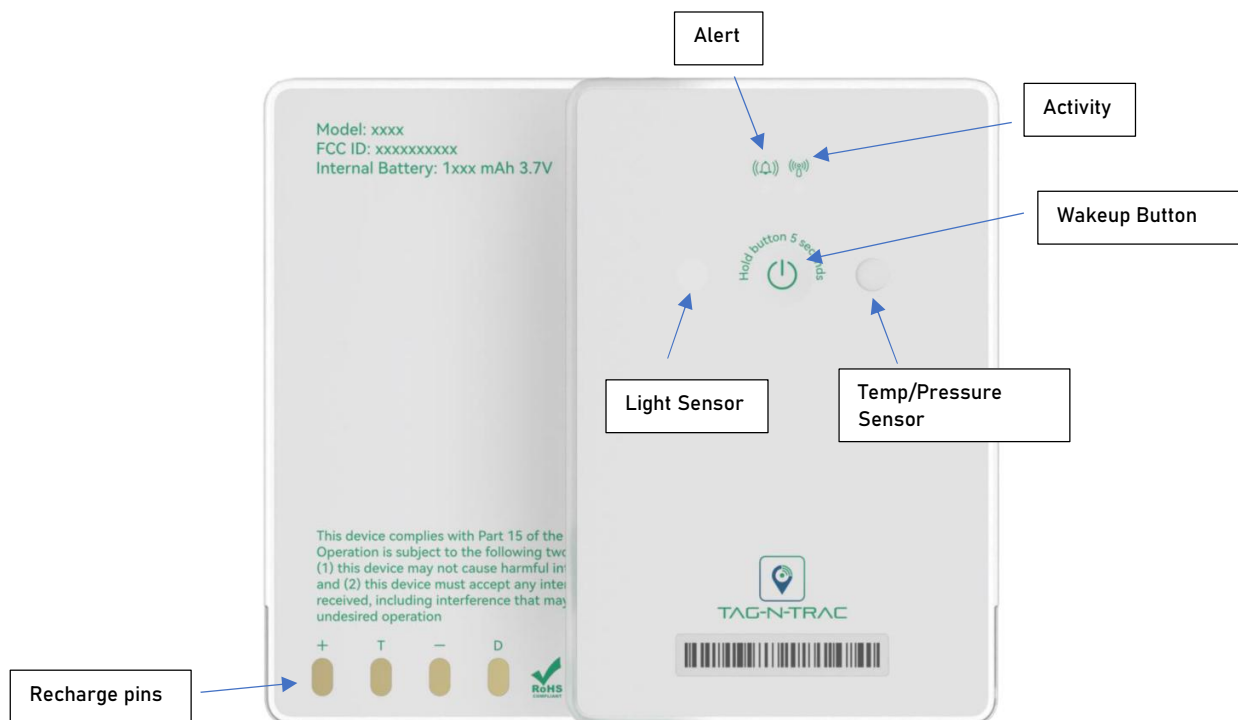 Alert
Activity
Model: xxxx
FCC ID: xxxxxxxxxx
Internal Battery: 1xxx mAh 3.7V
Hold button 5 seconds
Wakeup Button
Light Sensor
Temp/Pressure
Sensor
This device complies with Part 15 of the
Operation is subject to the following
(1) this device may not cause harmful
and (2) this device must accept any
received, including interference that may
undesired operation
TAG-N-TRAC
+ T - D
RoHS
COMPLIANT
Recharge pins